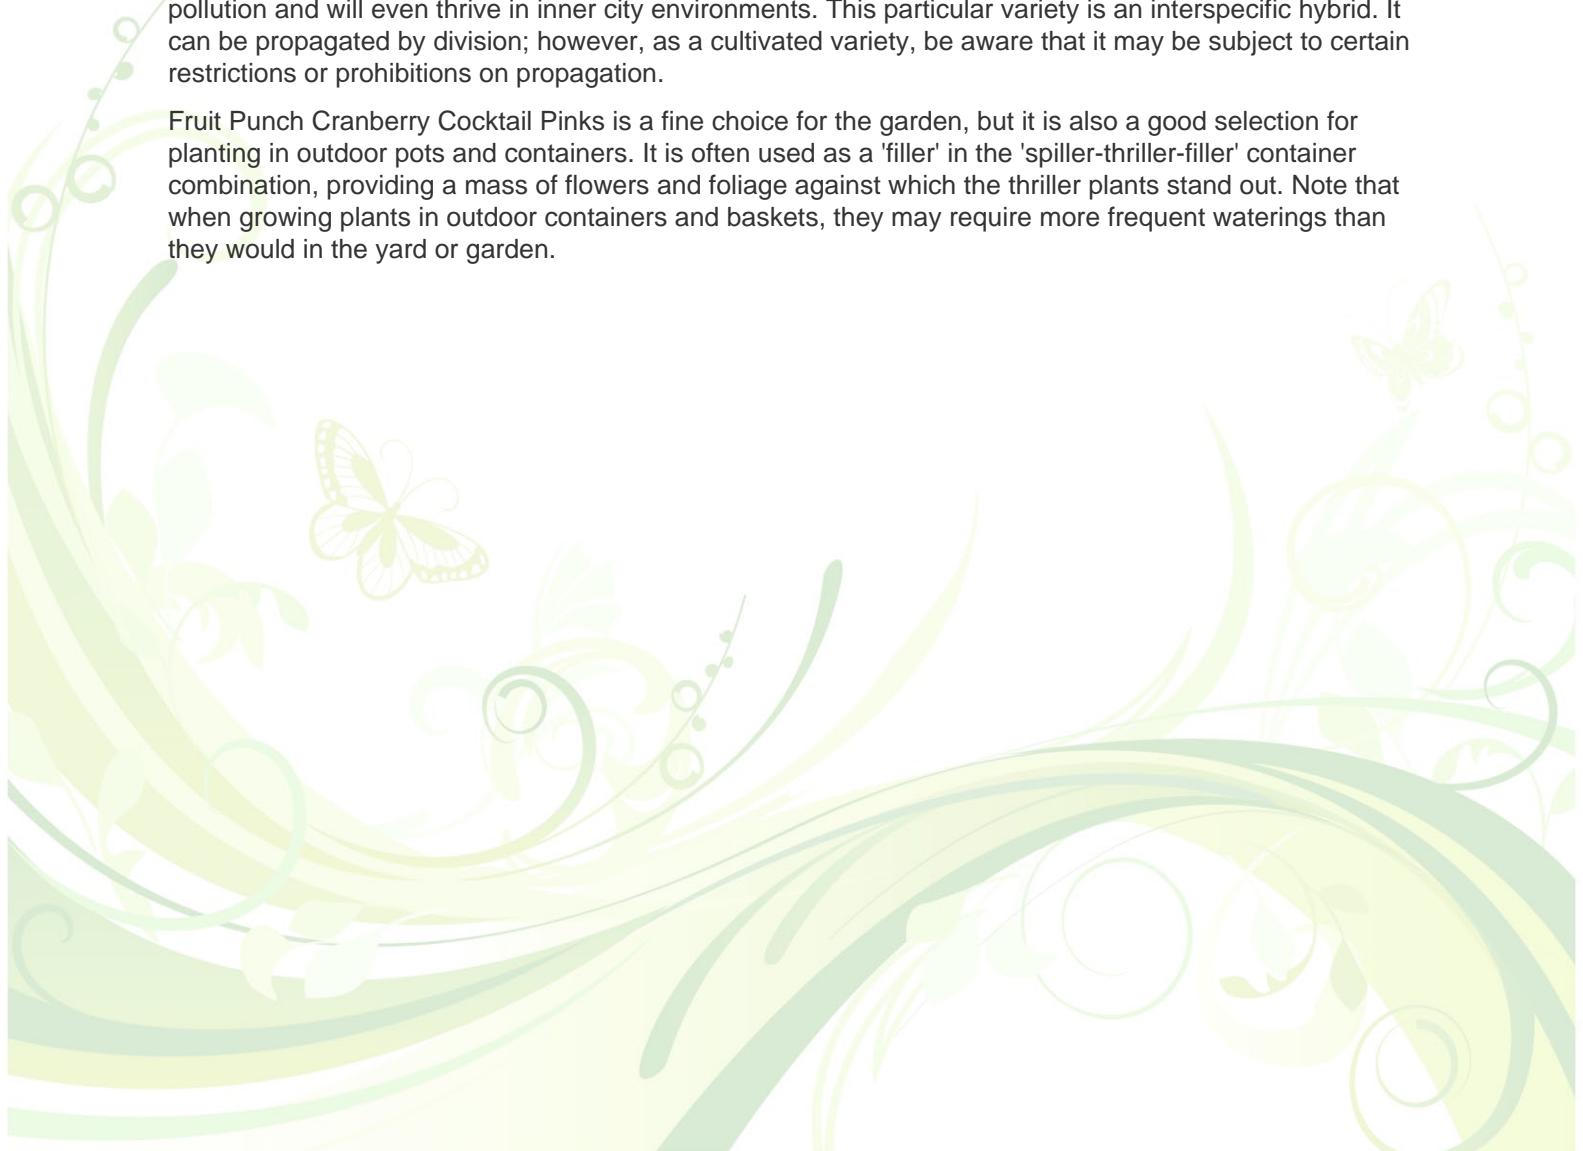 pollution and will even thrive in inner city environments. This particular variety is an interspecific hybrid. It
can be propagated by division; however, as a cultivated variety, be aware that it may be subject to certain
restrictions or prohibitions on propagation.
Fruit Punch Cranberry Cocktail Pinks is a fine choice for the garden, but it is also a good selection for
planting in outdoor pots and containers. It is often used as a 'filler' in the 'spiller-thriller-filler' container
combination, providing a mass of flowers and foliage against which the thriller plants stand out. Note that
when growing plants in outdoor containers and baskets, they may require more frequent waterings than
they would in the yard or garden.